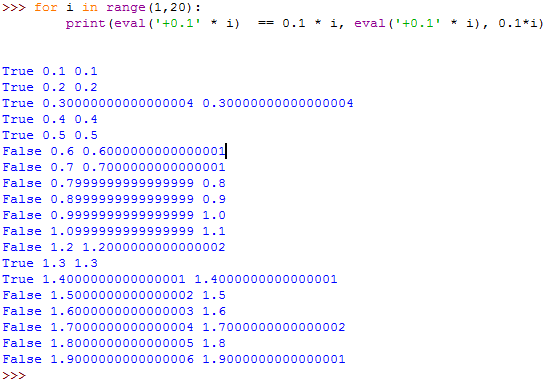 >>> for i in range(1,20):
        print(eval('+0.1' * i)  == 0.1 * i, eval('+0.1' * i), 0.1*i)
True 0.1 0.1
True 0.2 0.2
True 0.30000000000000004 0.30000000000000004
True 0.4 0.4
True 0.5 0.5
False 0.6 0.6000000000000001
False 0.7 0.7000000000000001
False 0.7999999999999999 0.8
False 0.8999999999999999 0.9
False 0.9999999999999999 1.0
False 1.0999999999999999 1.1
False 1.2 1.2000000000000002
True 1.3 1.3
True 1.4000000000000001 1.4000000000000001
False 1.5000000000000002 1.5
False 1.6000000000000003 1.6
False 1.7000000000000004 1.7000000000000002
False 1.8000000000000005 1.8
False 1.9000000000000006 1.9000000000000001
>>>